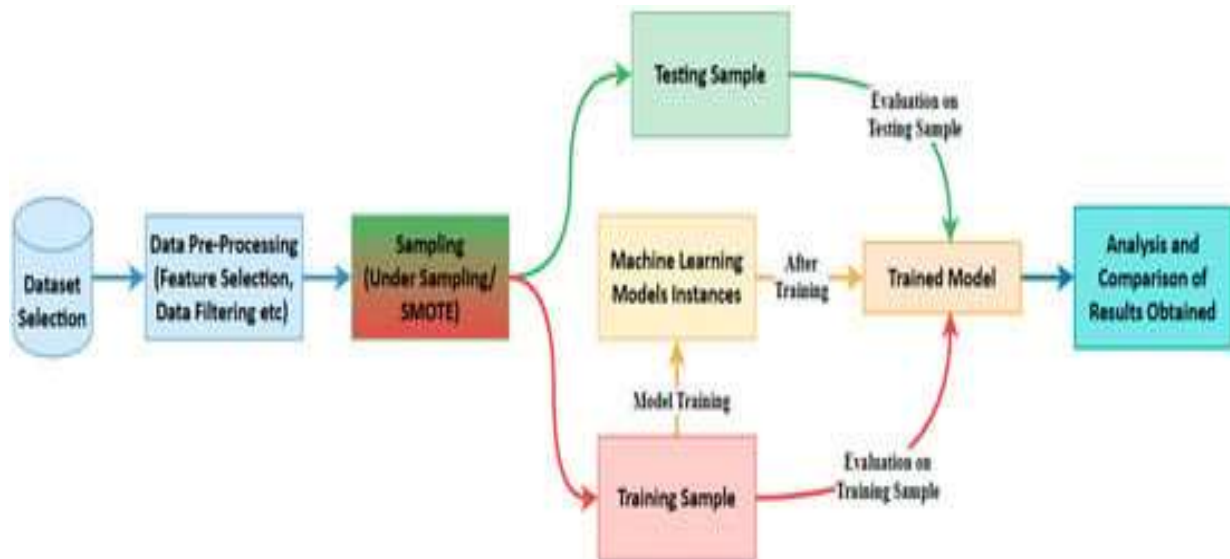 Dataset
Selection
Data Pre-Processing
(Feature Selection,
Data Filtering etc)
Sampling
(Under Sampling/
SMOTE)
Testing Sample
Evaluation on
Testing Sample
Machine Learning
Models Instances
After
Training
Trained Model
Analysis and
Comparison of
Results Obtained
Model Training
Training Sample
Evaluation on
Training Sample